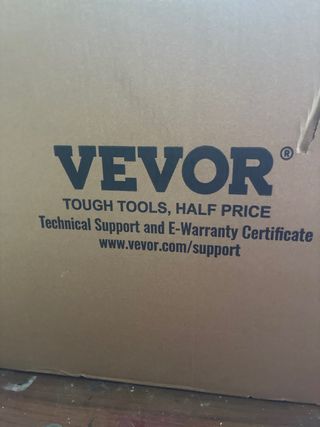 VEVOR®
TOUGH TOOLS, HALF PRICE
Technical Support and E-Warranty Certificate
www.vevor.com/support